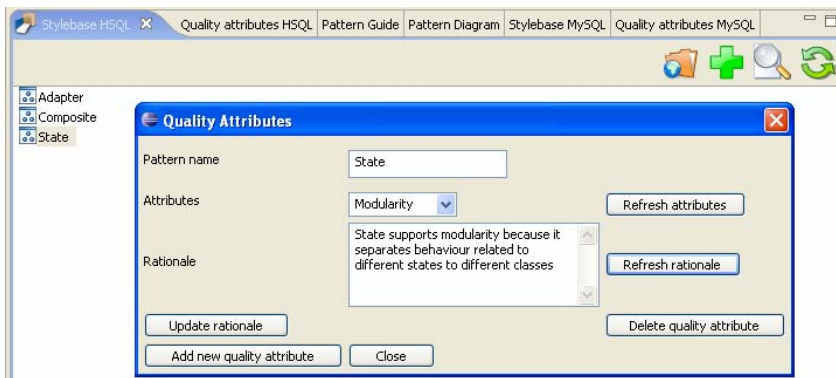 Stylebase HSQL
Quality attributes HSQL
Pattern Guide
Pattern Diagram
Stylebase MySQL
Quality attributes MySQL
Adapter
Composite
State
Quality Attributes
Pattern name
State
Attributes
Modularity
Refresh attributes
Rationale
State supports modularity because it
separates behaviour related to
different states to different classes
Refresh rationale
Update rationale
Delete quality attribute
Add new quality attribute
Close